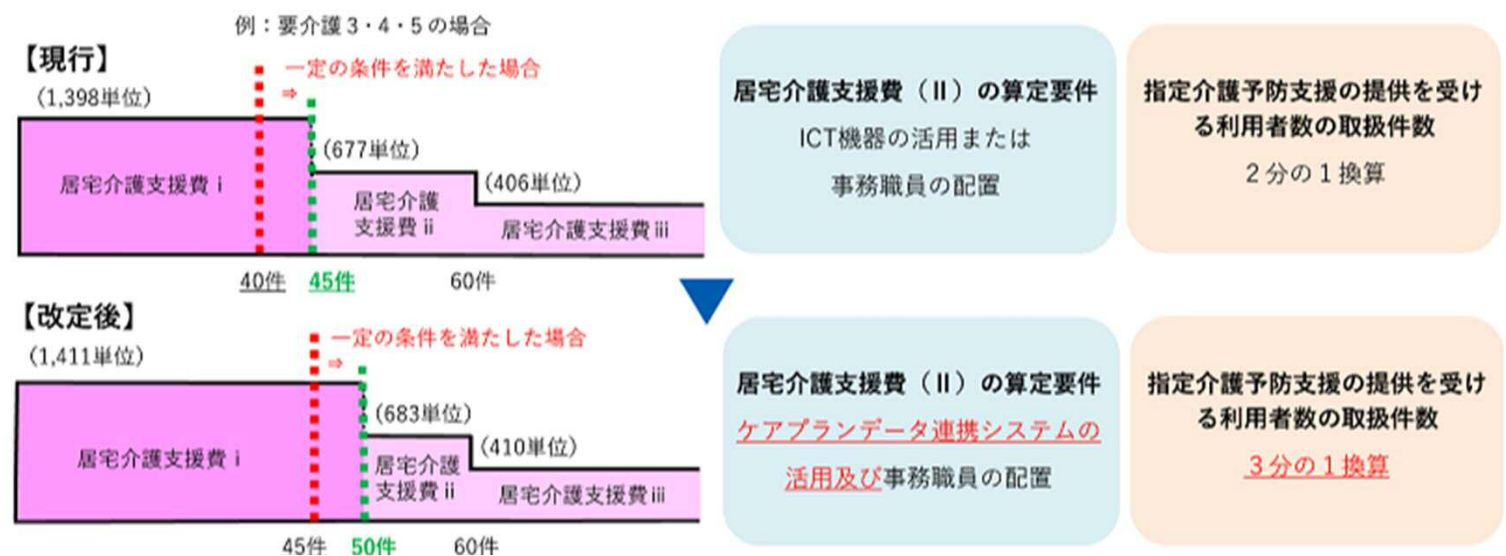 例：要介護3・4・5の場合
【現行】
一定の条件を満たした場合
⇒
(1,398単位)
(677単位)
(406単位)
居宅介護支援費 i
居宅介護
支援費 ii
居宅介護支援費 iii
40件
45件
60件
居宅介護支援費（II）の算定要件
ICT機器の活用または
事務職員の配置
指定介護予防支援の提供を受け
る利用者数の取扱件数
2分の1換算
【改定後】
一定の条件を満たした場合
⇒
(1,411単位)
(683単位)
(410単位)
居宅介護支援費 i
居宅介護
支援費 ii
居宅介護支援費 iii
45件
50件
60件
居宅介護支援費（II）の算定要件
ケアプランデータ連携システムの
活用及び事務職員の配置
指定介護予防支援の提供を受け
る利用者数の取扱件数
3分の1換算